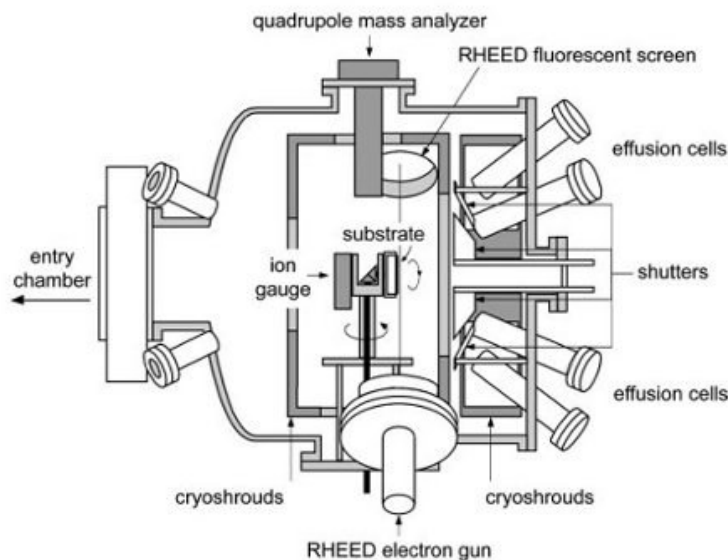 quadrupole mass analyzer
RHEED fluorescent screen
effusion cells
substrate
ion
gauge
entry
chamber
shutters
effusion cells
cryoshrouds
cryoshrouds
RHEED electron gun